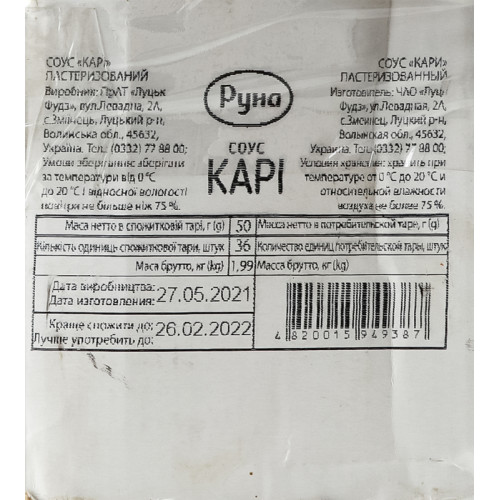 СОУС «КАРІ»
ПАСТЕРИЗОВАНИЙ
Виробник: ПрАТ «Луцьк
Фудз», вул.Левадна, 2А,
с.Зміїнець, Луцький р-н,
Волинська обл., 45632,
Україна. Тел. (0332) 77 88 00;
Умови зберігання: зберігати
за температури від 0 °С
до 20 °С і відносної вологості
повітря не більше ніж 75 %.
Руна
СОУС
КАРІ
СОУС «КАРИ»
ПАСТЕРИЗОВАННЫЙ
Изготовитель: ЧАО «Луцьк
Фудз», ул.Левадная, 2А,
с.Змеинец, Луцкий р-н,
Волынская обл., 45632,
Украина. Тел. (0332) 77 88 00;
Условия хранения: хранить при
температуре от 0 °С до 20 °С и
относительной влажности
воздуха не более 75 %.
Маса нетто в споживчій тарі, г (g) 50 Масса нетто в потребительской тари, г (g)
Кількість одиниць споживчої тари, штук 36 Количество единиц потребительской тары, штук
Маса брутто, кг (kg) 1,99 Масса брутто, кг (kg)
Дата виробництва:
Дата изготовления: 27.05.2021
Краще спожити до:
Лучше употребить до: 26.02.2022
4 820015 949387